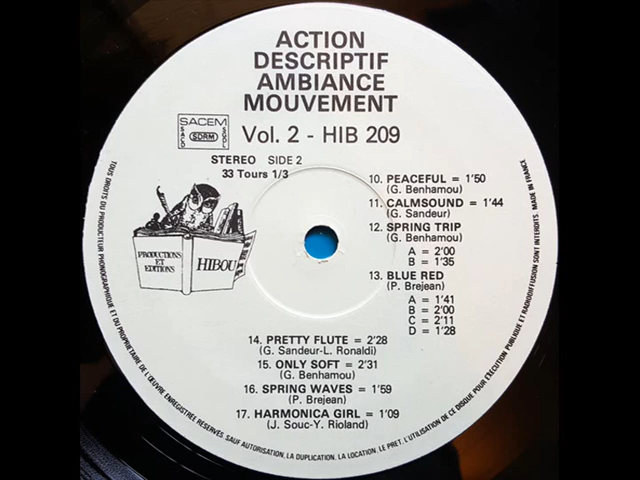 ACTION
DESCRIPTIF
AMBIANCE
MOUVEMENT
SACEM
SACD SDRM SGDL
Vol. 2 - HIB 209
STEREO SIDE 2
33 Tours 1/3
PRODUCTIONS
ET
EDITIONS
HIBOU
10. PEACEFUL = 1'50
(G. Benhamou)
11. CALMSOUND = 1'44
(G. Sandeur)
12. SPRING TRIP
(G. Benhamou)
A = 2'00
B = 1'35
13. BLUE RED
(P. Brejean)
A = 1'41
B = 2'00
C = 2'11
D = 1'28
14. PRETTY FLUTE = 2'28
(G. Sandeur-L. Ronaldi)
15. ONLY SOFT = 2'31
(G. Benhamou)
16. SPRING WAVES = 1'59
(P. Brejean)
17. HARMONICA GIRL = 1'09
(J. Souc-Y. Rioland)
TOUS DROITS DU PRODUCTEUR PHONOGRAPHIQUE ET DU PROPRIETAIRE DE L'ŒUVRE ENREGISTRÉE RESERVES. SAUF AUTORISATION, LA DUPLICATION, LA LOCATION, LE PRET, L'UTILISATION DE CE DISQUE POUR EXECUTION PUBLIQUE ET RADIODIFFUSION SONT INTERDITS. MADE IN FRANCE.